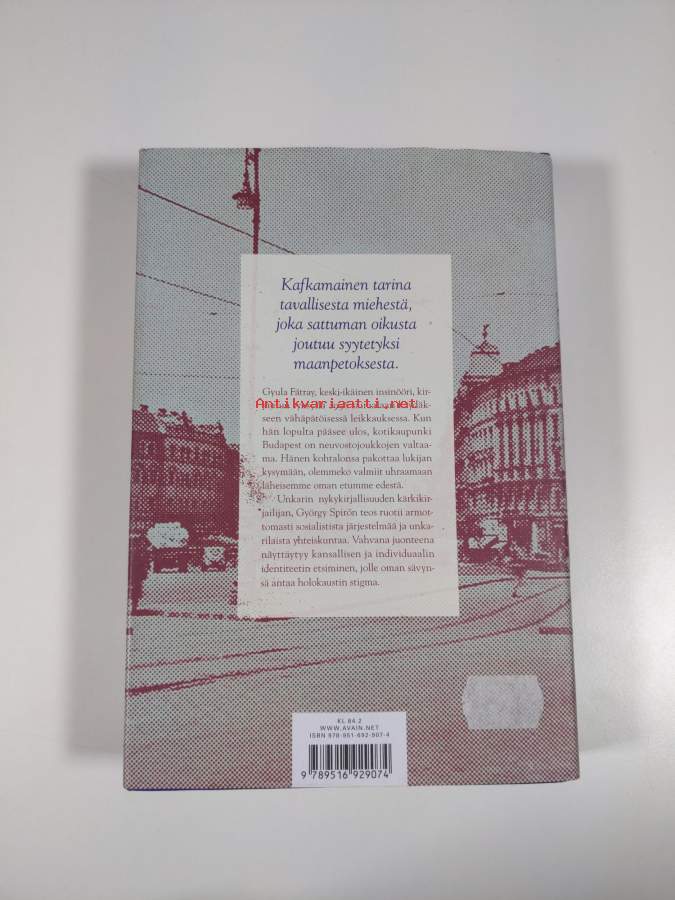 Kafkamainen tarina
tavallisesta miehestä,
joka sattuman oikusta
joutuu syytetyksi
maanpetoksesta.
Gyula Fátray, keski-ikäinen insinööri, kir-
Antikvariaatti.net
kseen vähäpätöisessä leikkauksessa. Kun
hän lopulta pääsee ulos, kotikaupunki
Budapest on neuvostojoukkojen valtaa-
ma. Hänen kohtalonsa pakottaa lukijan
kysymään, olemmeko valmiit uhraamaan
läheisemme oman etumme edestä.
Unkarin nykykirjallisuuden kärkikir-
jailijan, György Spirón teos ruotii armot-
tomasti sosialistista järjestelmää ja unka-
rilaista yhteiskuntaa. Vahvana juonteena
näyttäytyy kansallisen ja individuaalin
identiteetin etsiminen, jolle oman sävyn-
sä antaa holokaustin stigma.
KL 84.2
WWW.AVAIN.NET
ISBN 978-951-692-907-4
9 789516 929074